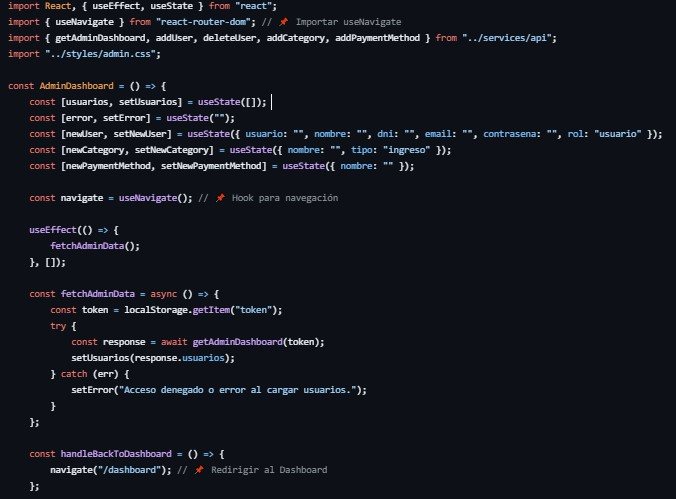 import React, { useEffect, useState } from "react";
import { useNavigate } from "react-router-dom"; // 📌 Importar useNavigate
import { getAdminDashboard, addUser, deleteUser, addCategory, addPaymentMethod } from "../services/api";
import "../styles/admin.css";

const AdminDashboard = () => {
    const [usuarios, setUsuarios] = useState([]);
    const [error, setError] = useState("");
    const [newUser, setNewUser] = useState({ usuario: "", nombre: "", dni: "", email: "", contrasena: "", rol: "usuario" });
    const [newCategory, setNewCategory] = useState({ nombre: "", tipo: "ingreso" });
    const [newPaymentMethod, setNewPaymentMethod] = useState({ nombre: "" });

    const navigate = useNavigate(); // 📌 Hook para navegación

    useEffect(() => {
        fetchAdminData();
    }, []);

    const fetchAdminData = async () => {
        const token = localStorage.getItem("token");
        try {
            const response = await getAdminDashboard(token);
            setUsuarios(response.usuarios);
        } catch (err) {
            setError("Acceso denegado o error al cargar usuarios.");
        }
    };

    const handleBackToDashboard = () => {
        navigate("/dashboard"); // 📌 Redirigir al Dashboard
    };